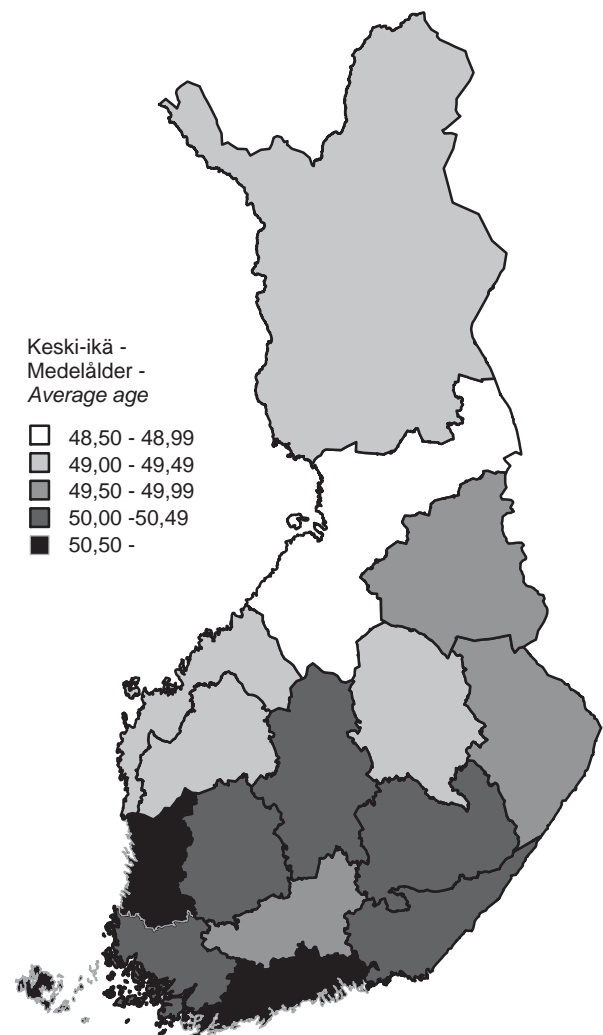 Keski-ikä -
Medelålder -
Average age
48,50 - 48,99
49,00 - 49,49
49,50 - 49,99
50,00 -50,49
50,50 -